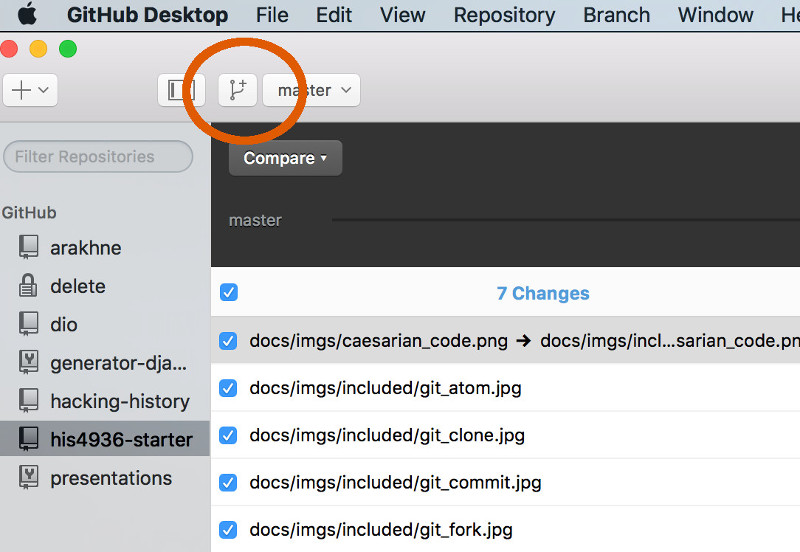 GitHub Desktop File Edit View Repository Branch Window
master
Filter Repositories
Compare
master
GitHub
arakhne
delete
dio
generator-dja...
hacking-history
his4936-starter
presentations
7 Changes
docs/imgs/caesarian_code.png → docs/imgs/incl...sarian_code.pn
docs/imgs/included/git_atom.jpg
docs/imgs/included/git_clone.jpg
docs/imgs/included/git_commit.jpg
docs/imgs/included/git_fork.jpg